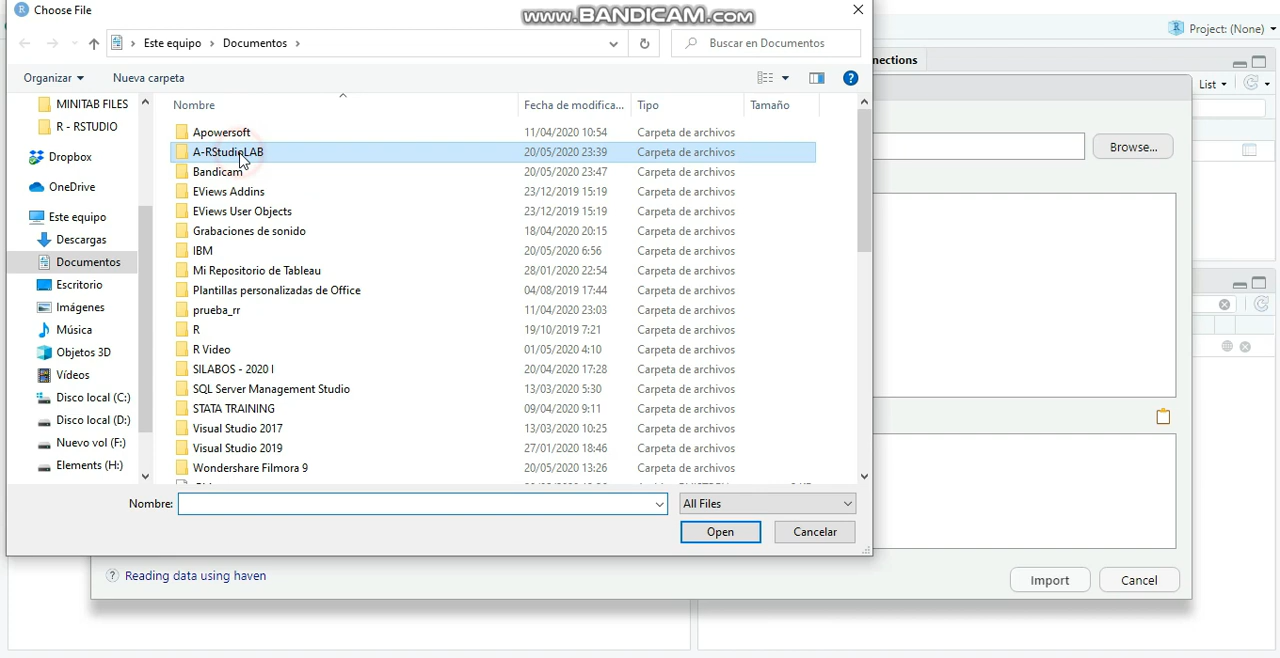 Choose File
www.BANDICAM.com
Project: (None)
Este equipo
Documentos
Buscar en Documentos
nections
Organizar
Nueva carpeta
List
MINITAB FILES
R - RSTUDIO
Dropbox
OneDrive
Este equipo
Descargas
Documentos
Escritorio
Imágenes
Música
Objetos 3D
Vídeos
Disco local (C:)
Disco local (D:)
Nuevo vol (F:)
Elements (H:)
Nombre Fecha de modifica... Tipo Tamaño
Apowersoft 11/04/2020 10:54 Carpeta de archivos
A-RStudioLAB 20/05/2020 23:39 Carpeta de archivos
Bandicam 20/05/2020 23:47 Carpeta de archivos
EViews Addins 23/12/2019 15:19 Carpeta de archivos
EViews User Objects 23/12/2019 15:19 Carpeta de archivos
Grabaciones de sonido 18/04/2020 20:15 Carpeta de archivos
IBM 20/05/2020 6:56 Carpeta de archivos
Mi Repositorio de Tableau 28/01/2020 22:54 Carpeta de archivos
Plantillas personalizadas de Office 04/08/2019 17:44 Carpeta de archivos
prueba_rr 11/04/2020 23:03 Carpeta de archivos
R 19/10/2019 7:21 Carpeta de archivos
R Video 01/05/2020 4:10 Carpeta de archivos
SILABOS - 2020 I 20/04/2020 17:28 Carpeta de archivos
SQL Server Management Studio 13/03/2020 5:30 Carpeta de archivos
STATA TRAINING 09/04/2020 9:11 Carpeta de archivos
Visual Studio 2017 13/03/2020 10:25 Carpeta de archivos
Visual Studio 2019 27/01/2020 18:46 Carpeta de archivos
Wondershare Filmora 9 20/05/2020 13:26 Carpeta de archivos
Browse...
Nombre:
All Files
Open
Cancelar
Reading data using haven
Import
Cancel